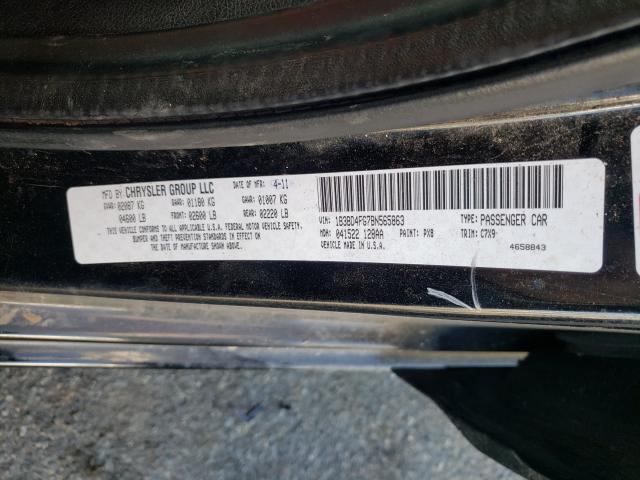 MFD BY CHRYSLER GROUP LLC
DATE OF MFR: 4-11
GVWR: 02087 KG
GAWR: 01180 KG
GAWR: 01007 KG
04600 LB
FRONT: 02600 LB
REAR: 02220 LB
THIS VEHICLE CONFORMS TO ALL APPLICABLE U.S.A. FEDERAL MOTOR VEHICLE SAFETY,
BUMPER AND THEFT PREVENTION STANDARDS IN EFFECT ON THE
DATE OF MANUFACTURE SHOWN ABOVE.
VIN: 1B3BD4FG7BN565863
TYPE: PASSENGER CAR
MDH: 041522 128AA
PAINT: PX8
TRIM: C7X9
VEHICLE MADE IN U.S.A.
4658843